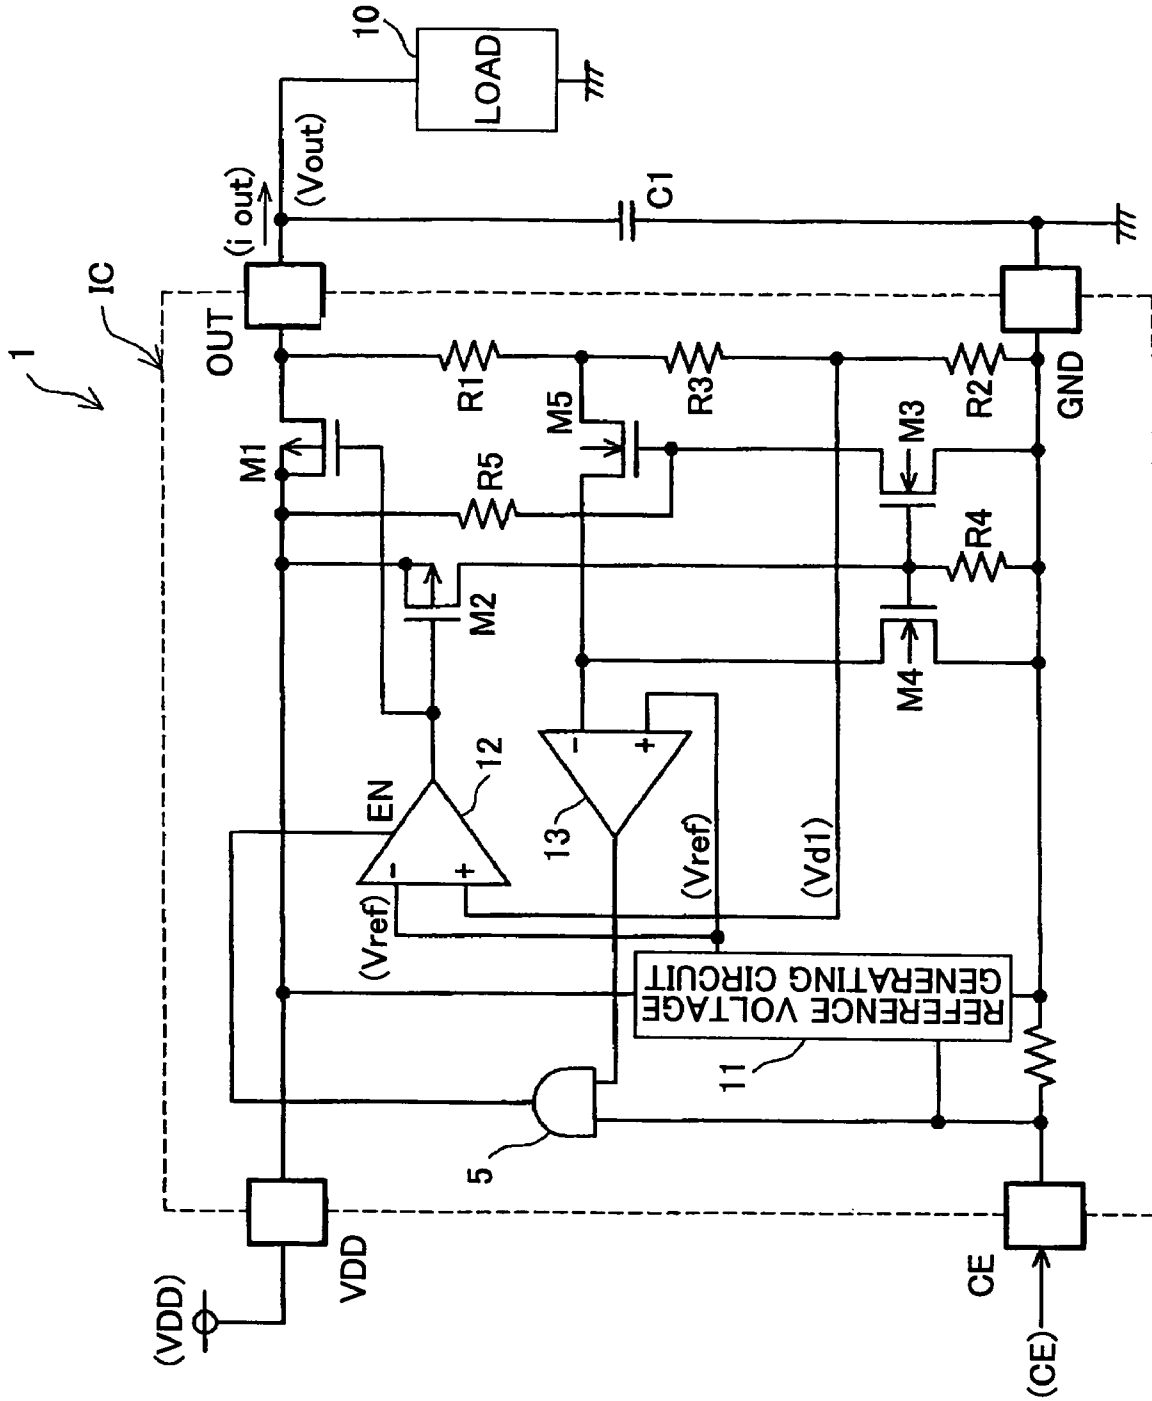 1
IC
(VDD)
VDD
OUT
(i out)
(Vout)
10
LOAD
M1
R1
R5
M5
M2
R3
C1
EN
12
-
+
(Vref)
13
-
+
(Vref)
(Vd1)
M3
M4
R4
R2
GND
5
11
REFERENCE VOLTAGE
GENERATING CIRCUIT
CE
(CE)